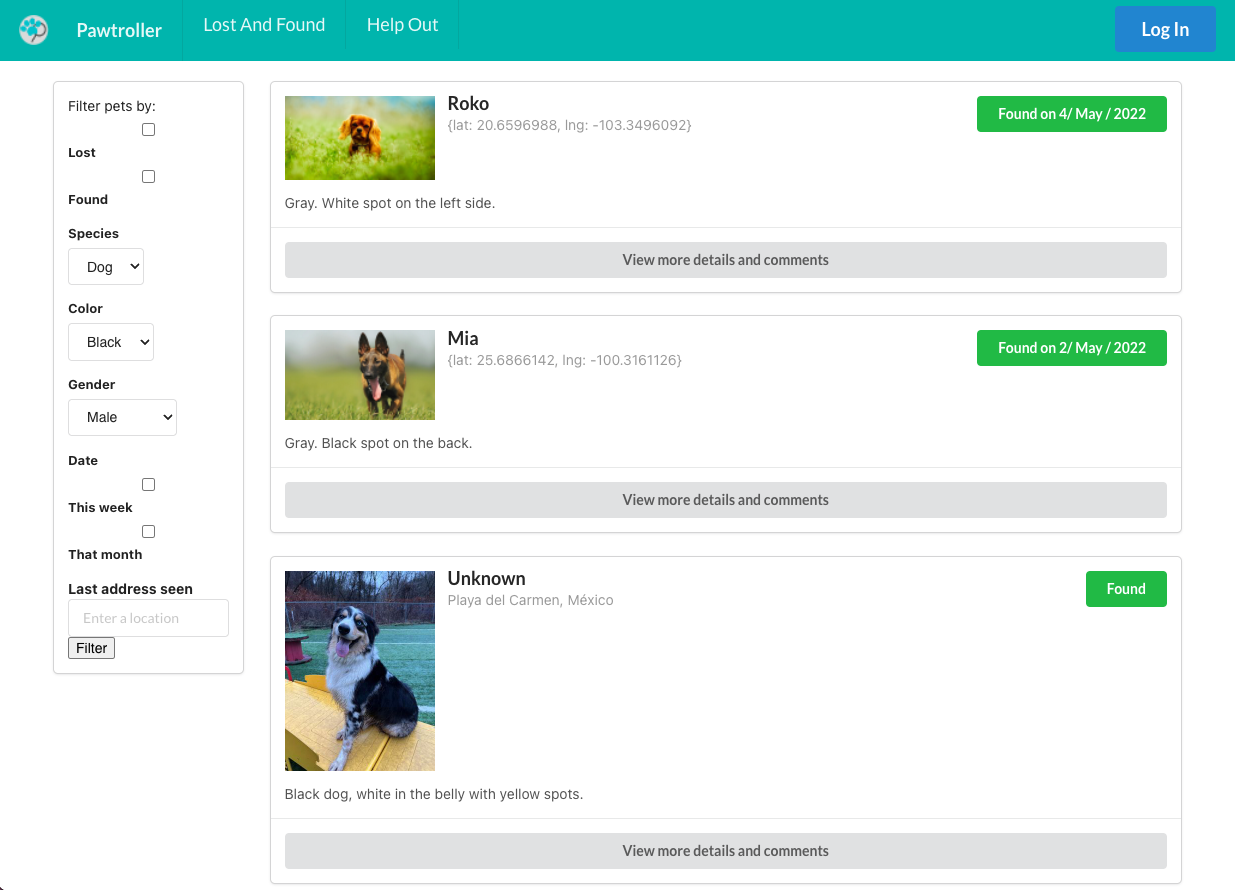 Pawtroller
Lost And Found
Help Out
Log In
Filter pets by:
Lost
Found
Species
Dog
Color
Black
Gender
Male
Date
This week
That month
Last address seen
Enter a location
Filter
Roko
{lat: 20.6596988, lng: -103.3496092}
Found on 4/ May / 2022
Gray. White spot on the left side.
View more details and comments
Mia
{lat: 25.6866142, lng: -100.3161126}
Found on 2/ May / 2022
Gray. Black spot on the back.
View more details and comments
Unknown
Playa del Carmen, México
Found
Black dog, white in the belly with yellow spots.
View more details and comments